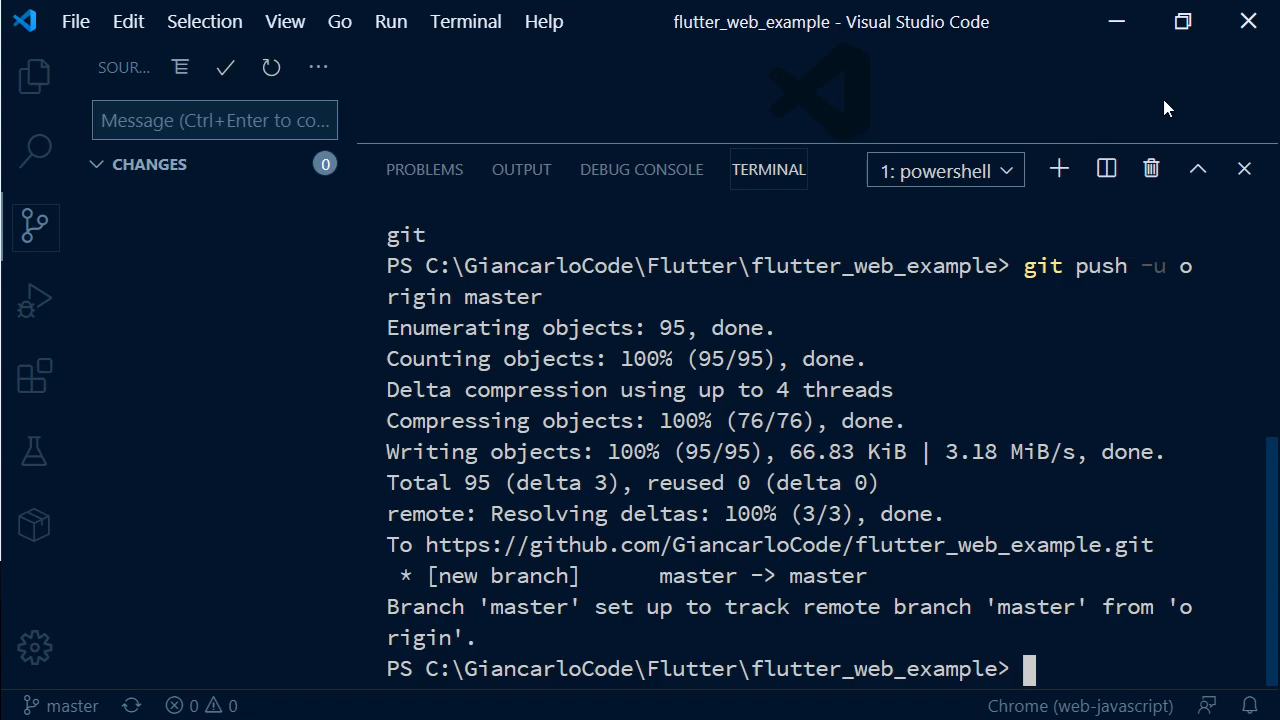 File Edit Selection View Go Run Terminal Help flutter_web_example - Visual Studio Code
SOUR...
Message (Ctrl+Enter to co...
CHANGES 0
PROBLEMS OUTPUT DEBUG CONSOLE TERMINAL 1: powershell
git
PS C:\GiancarloCode\Flutter\flutter_web_example> git push -u o
rigin master
Enumerating objects: 95, done.
Counting objects: 100% (95/95), done.
Delta compression using up to 4 threads
Compressing objects: 100% (76/76), done.
Writing objects: 100% (95/95), 66.83 KiB | 3.18 MiB/s, done.
Total 95 (delta 3), reused 0 (delta 0)
remote: Resolving deltas: 100% (3/3), done.
To https://github.com/GiancarloCode/flutter_web_example.git
* [new branch] master -> master
Branch 'master' set up to track remote branch 'master' from 'o
rigin'.
PS C:\GiancarloCode\Flutter\flutter_web_example>
master 0 0 Chrome (web-javascript)